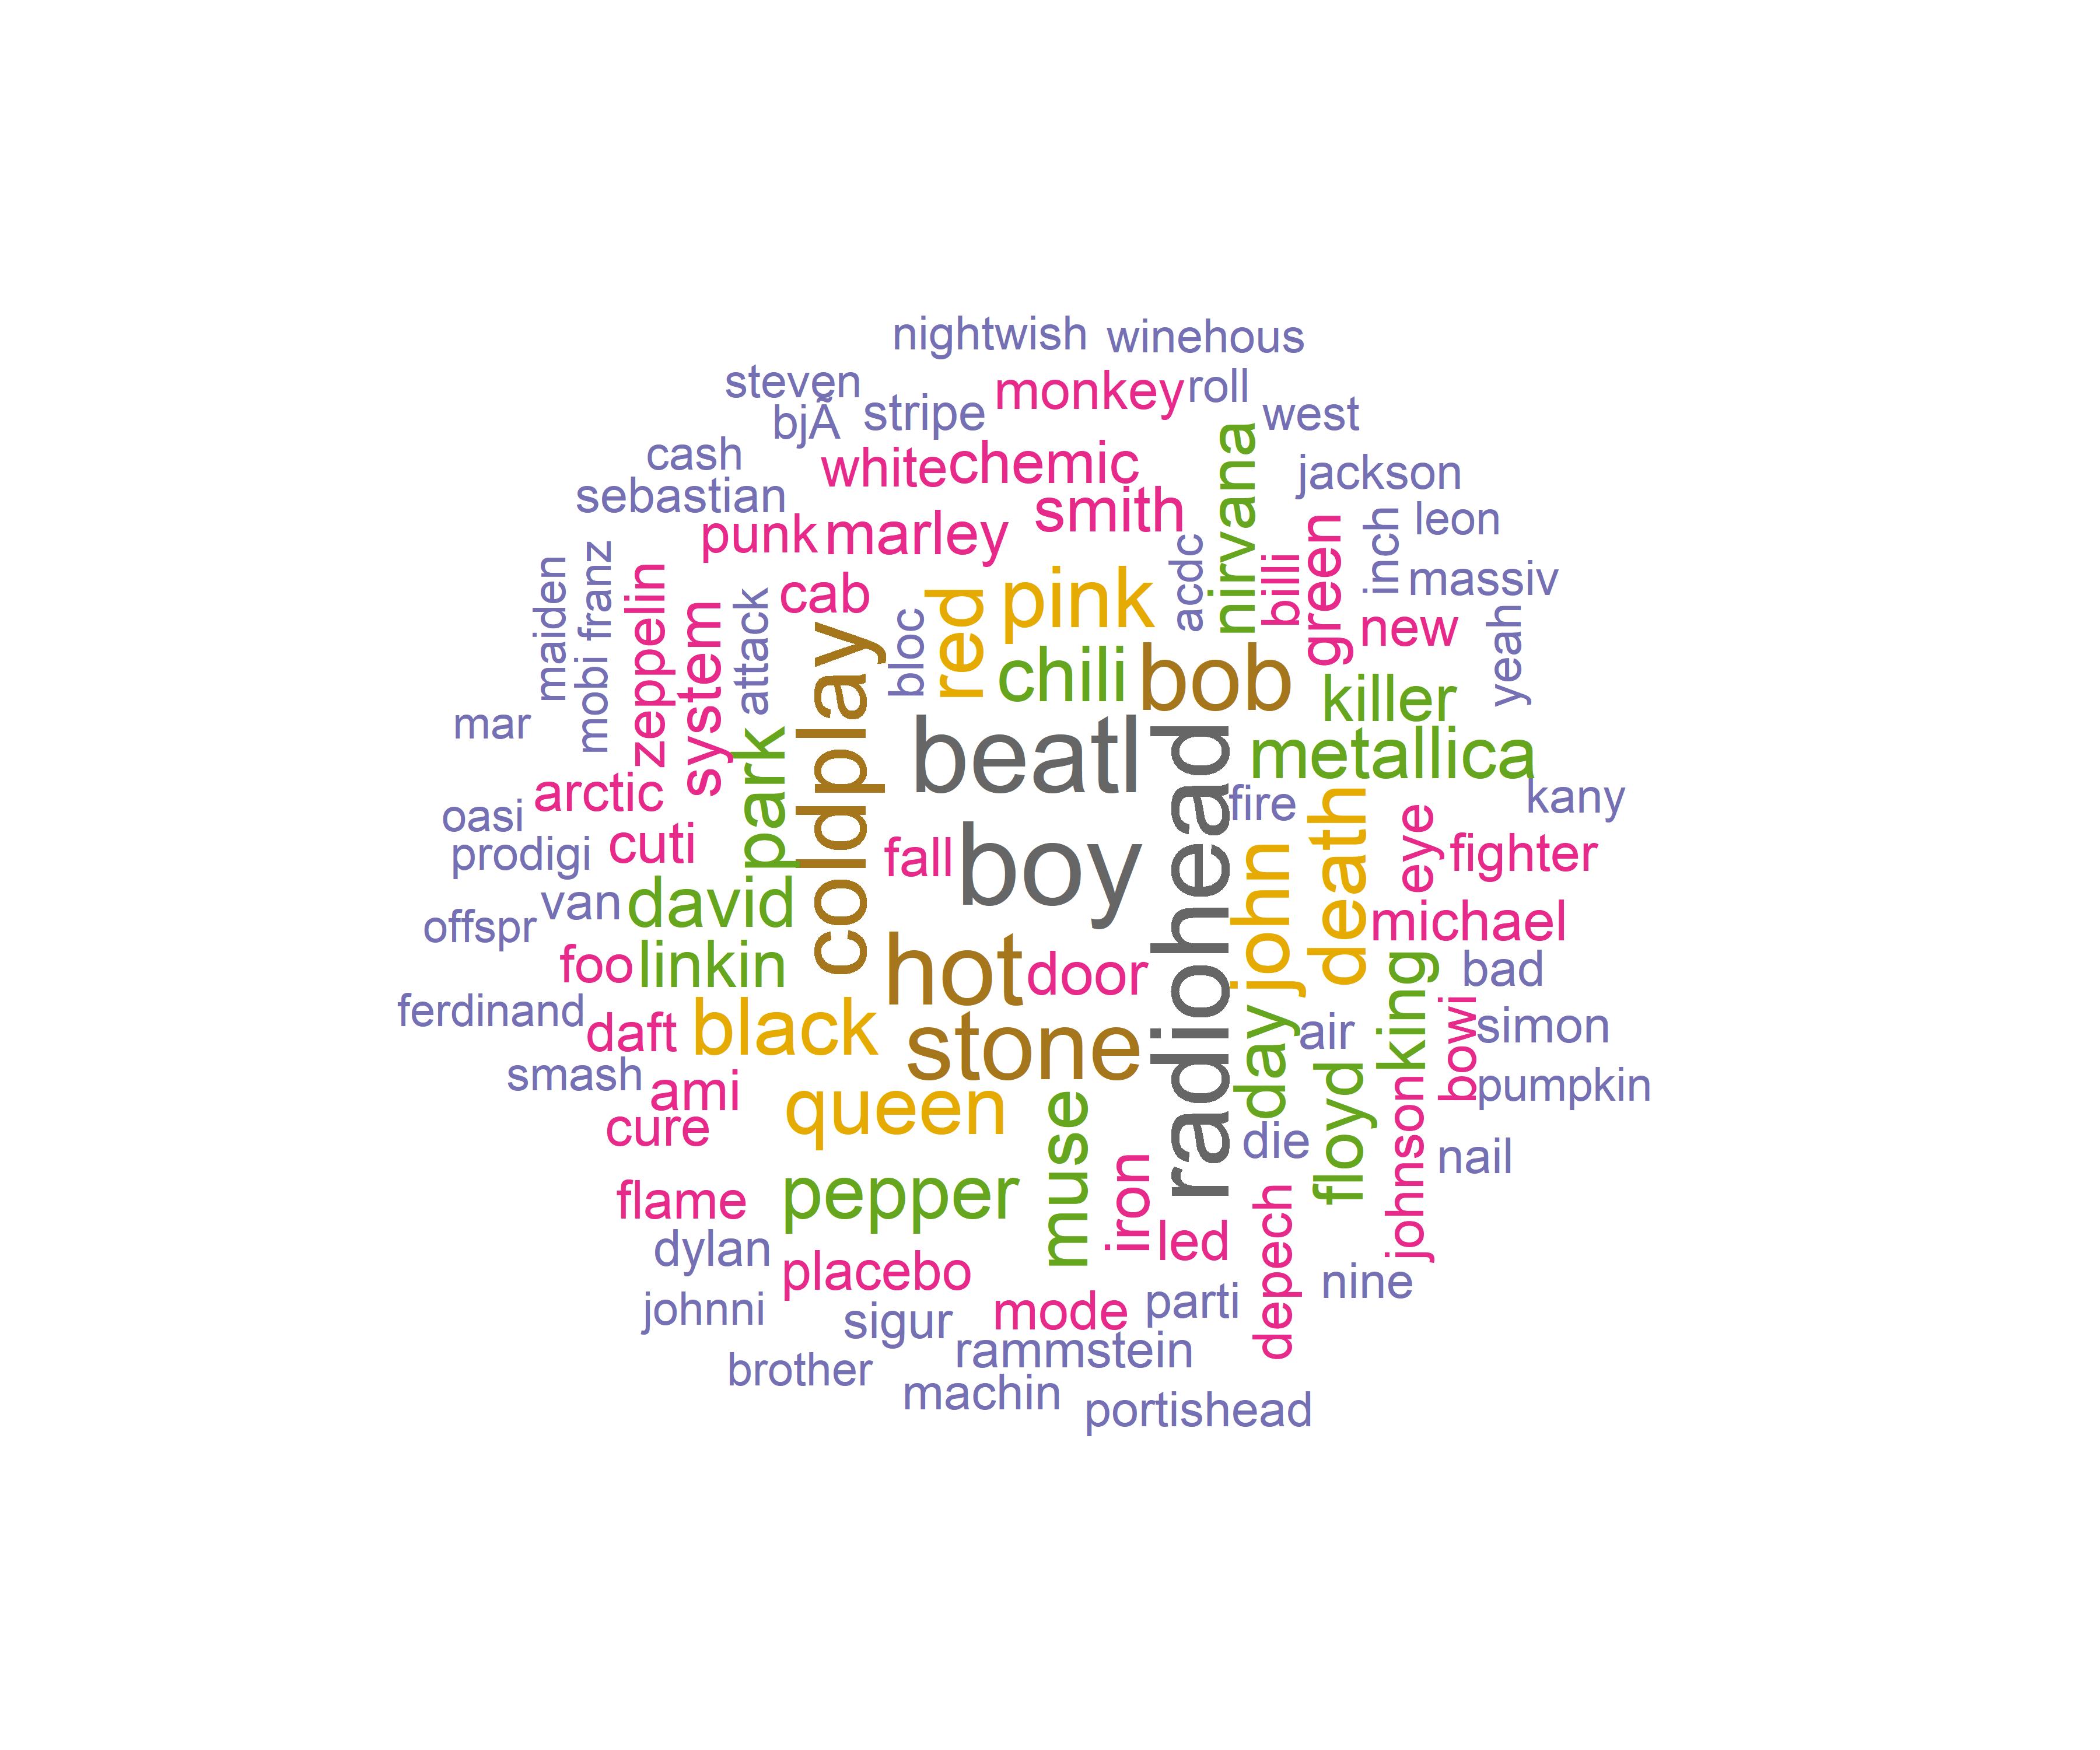 nightwish
winehous
steven
monkey
roll
bjÃ
stripe
west
cash
white
chemic
nirvana
jackson
sebastian
smith
punk
marley
acdc
billi
green
inch
leon
maiden
franz
mobi
zeppelin
system
attack
cab
bloc
red
pink
massiv
new
yeah
chili
bob
killer
mar
park
coldplay
beatl
radiohead
metallica
arctic
fire
kany
oasi
cuti
prodigi
fall
boy
john
death
eye
fighter
van
david
michael
offspr
foo
linkin
hot
door
king
bad
ferdinand
daft
black
stone
day
air
bowi
simon
smash
ami
queen
muse
floyd
johnson
pumpkin
cure
die
nail
flame
pepper
iron
led
depech
dylan
placebo
nine
johnni
sigur
mode
parti
rammstein
brother
machin
portishead